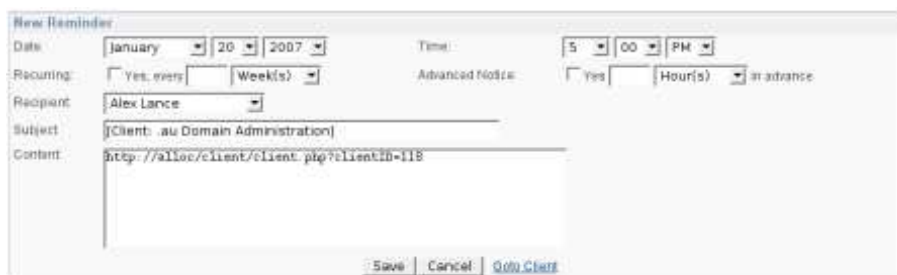 New Reminder
Date January 20 2007 Time: 5 00 PM
Recurring: Yes, every Week(s) Advanced Notice Yes Hour(s) in advance
Recipient Alex Lance
Subject [Client: .au Domain Administration]
Content http://alloc/client/client.php?clientID=118
Save Cancel Goto Client